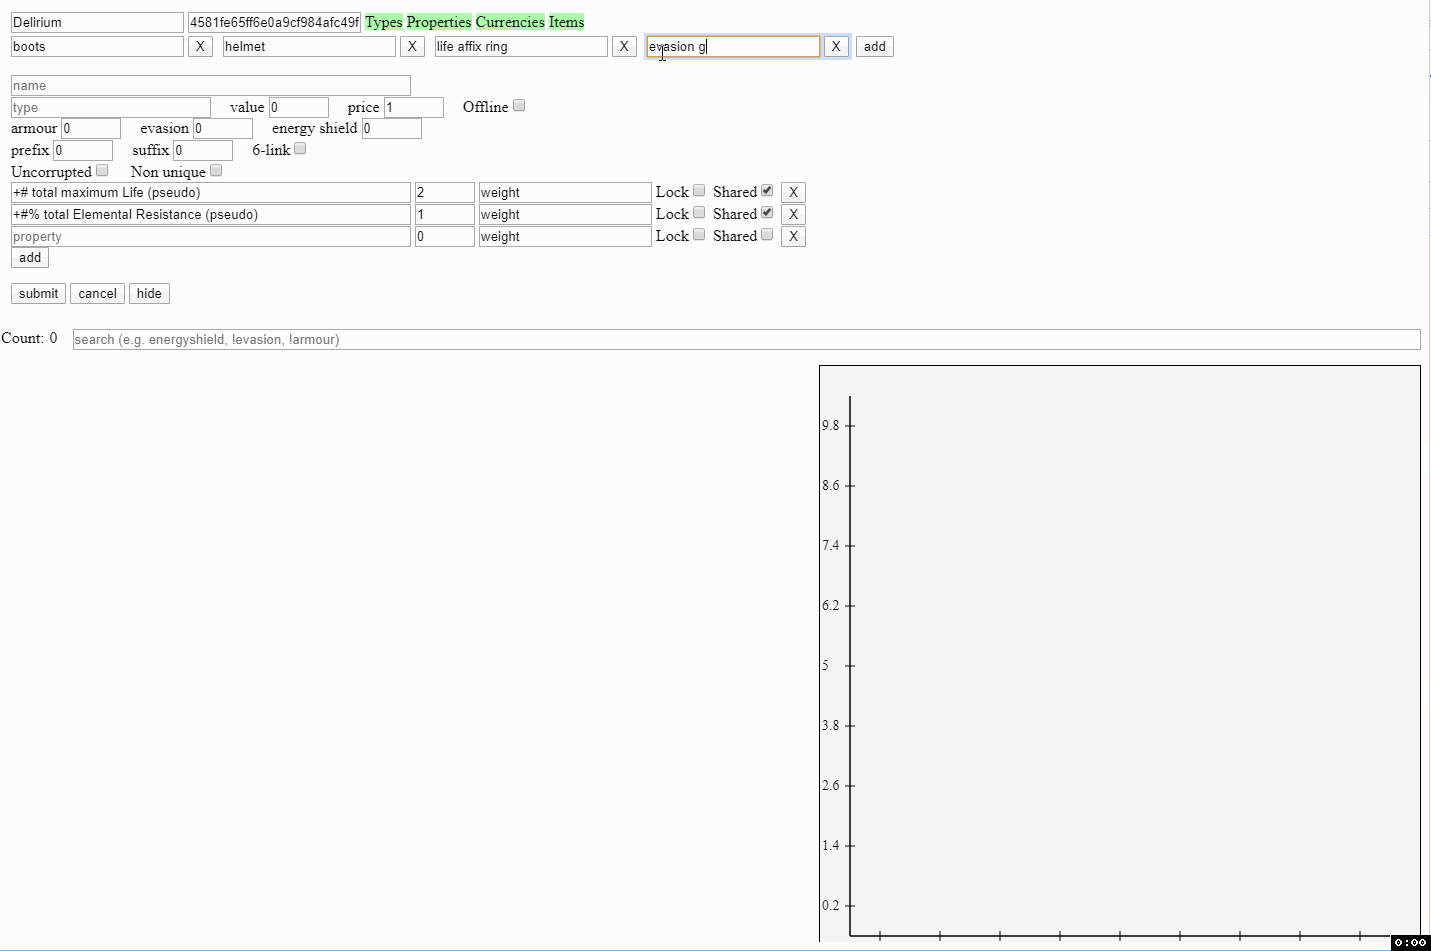 Delirium 4581fe65ff6e0a9cf984afc49f Types Properties Currencies Items
boots X helmet X life affix ring X evasion g X add
name
type value 0 price 1 Offline
armour 0 evasion 0 energy shield 0
prefix 0 suffix 0 6-link
Uncorrupted Non unique
+# total maximum Life (pseudo) 2 weight Lock Shared X
+#% total Elemental Resistance (pseudo) 1 weight Lock Shared X
property 0 weight Lock Shared X
add
submit cancel hide
Count: 0 search (e.g. energyshield, !evasion, !armour)
9.8
8.6
7.4
6.2
5
3.8
2.6
1.4
0.2
0:00